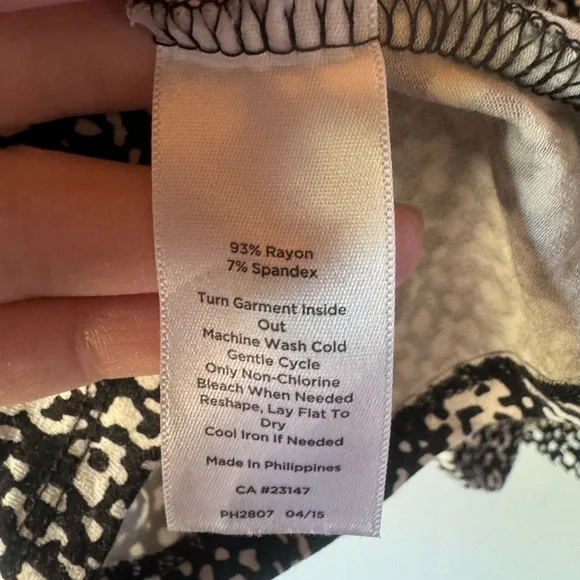 93% Rayon
7% Spandex
Turn Garment Inside
Out
Machine Wash Cold
Gentle Cycle
Only Non-Chlorine
Bleach When Needed
Reshape, Lay Flat To
Dry
Cool Iron If Needed
Made In Philippines
CA #23147
PH2807 04/15